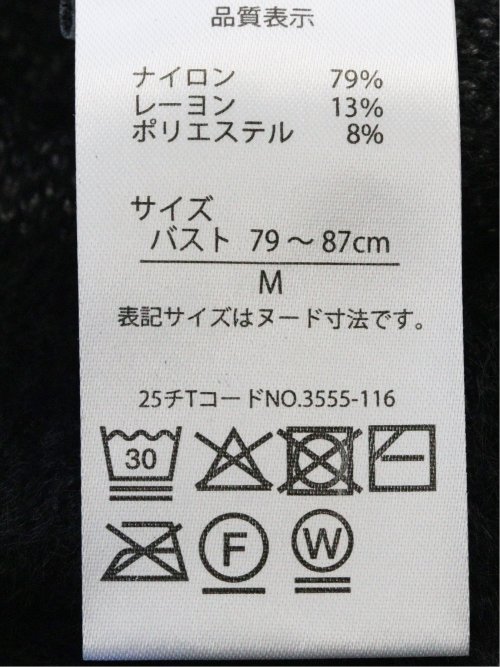 品質表示
ナイロン 79%
レーヨン 13%
ポリエステル 8%
サイズ
バスト 79～87cm
M
表記サイズはヌード寸法です。
25チTコードNO.3555-116
30
F W